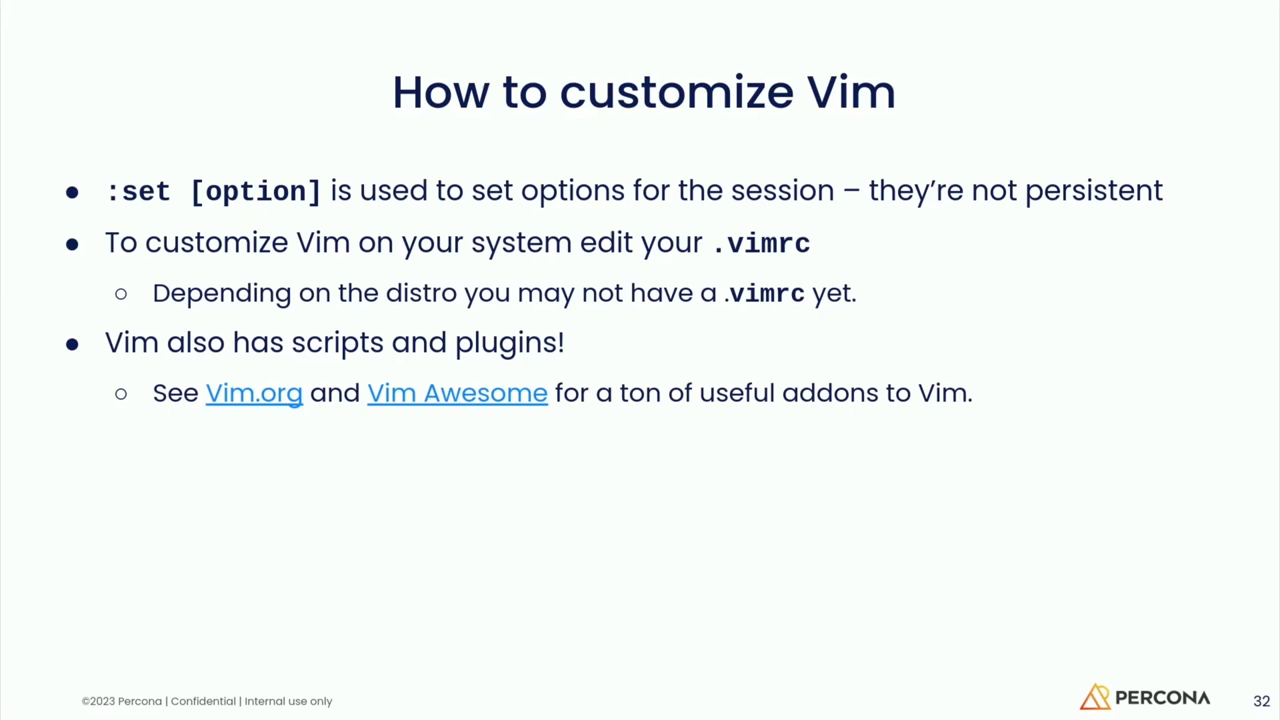 How to customize Vim
● :set [option] is used to set options for the session – they’re not persistent
● To customize Vim on your system edit your .vimrc
○ Depending on the distro you may not have a .vimrc yet.
● Vim also has scripts and plugins!
○ See Vim.org and Vim Awesome for a ton of useful addons to Vim.
©2023 Percona | Confidential | Internal use only
PERCONA
32